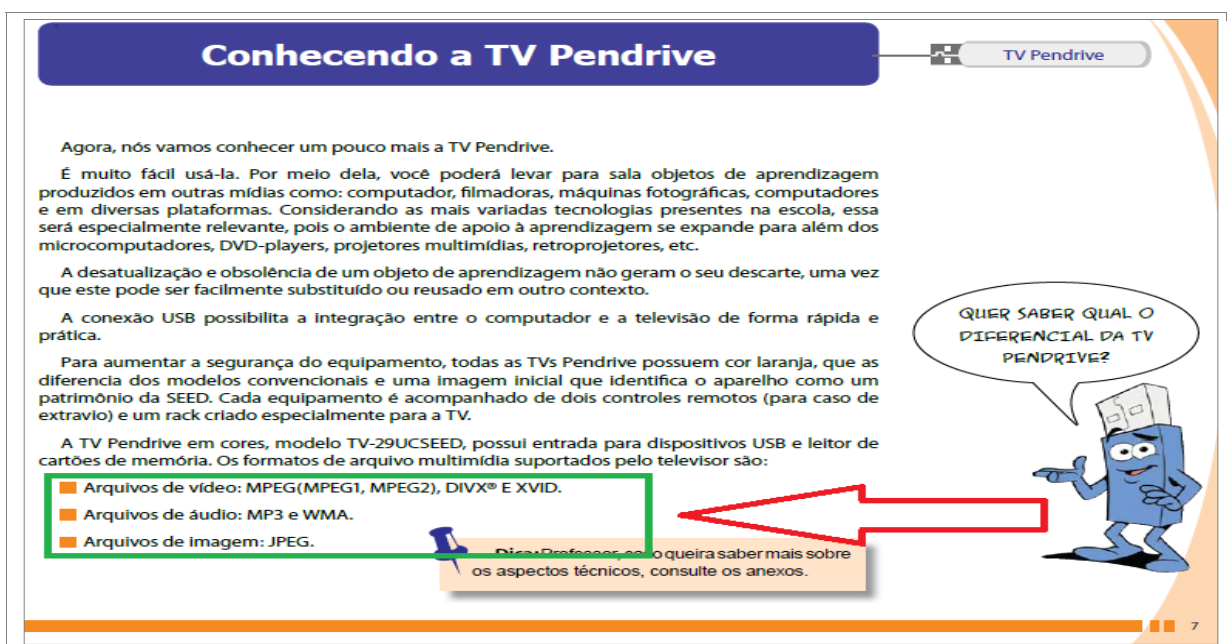 Conhecendo a TV Pendrive
TV Pendrive
Agora, nós vamos conhecer um pouco mais a TV Pendrive.
É muito fácil usá-la. Por meio dela, você poderá levar para sala objetos de aprendizagem
produzidos em outras mídias como: computador, filmadoras, máquinas fotográficas, computadores
e em diversas plataformas. Considerando as mais variadas tecnologias presentes na escola, essa
será especialmente relevante, pois o ambiente de apoio à aprendizagem se expande para além dos
microcomputadores, DVD-players, projetores multimídias, retroprojetores, etc.
A desatualização e obsolência de um objeto de aprendizagem não geram o seu descarte, uma vez
que este pode ser facilmente substituído ou reusado em outro contexto.
A conexão USB possibilita a integração entre o computador e a televisão de forma rápida e
prática.
Para aumentar a segurança do equipamento, todas as TVs Pendrive possuem cor laranja, que as
diferencia dos modelos convencionais e uma imagem inicial que identifica o aparelho como um
patrimônio da SEED. Cada equipamento é acompanhado de dois controles remotos (para caso de
extravio) e um rack criado especialmente para a TV.
A TV Pendrive em cores, modelo TV-29UCSEED, possui entrada para dispositivos USB e leitor de
cartões de memória. Os formatos de arquivo multimídia suportados pelo televisor são:
Arquivos de vídeo: MPEG(MPEG1, MPEG2), DIVX® E XVID.
Arquivos de áudio: MP3 e WMA.
Arquivos de imagem: JPEG.
Dica: Professor, caso queira saber mais sobre
os aspectos técnicos, consulte os anexos.
QUER SABER QUAL O
DIFERENCIAL DA TV
PENDRIVE?
7